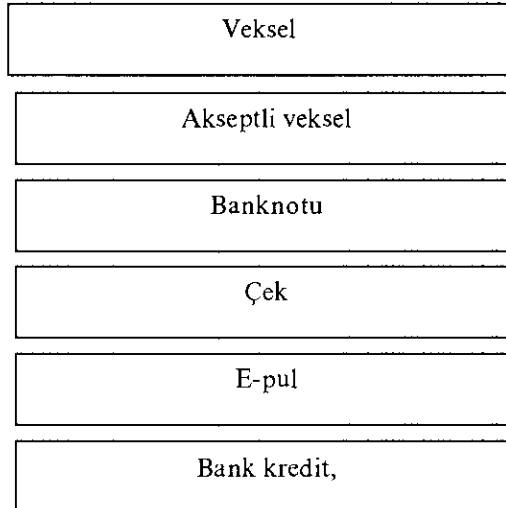 Veksel
Akseptli veksel
Banknotu
Çek
E-pul
Bank kredit,